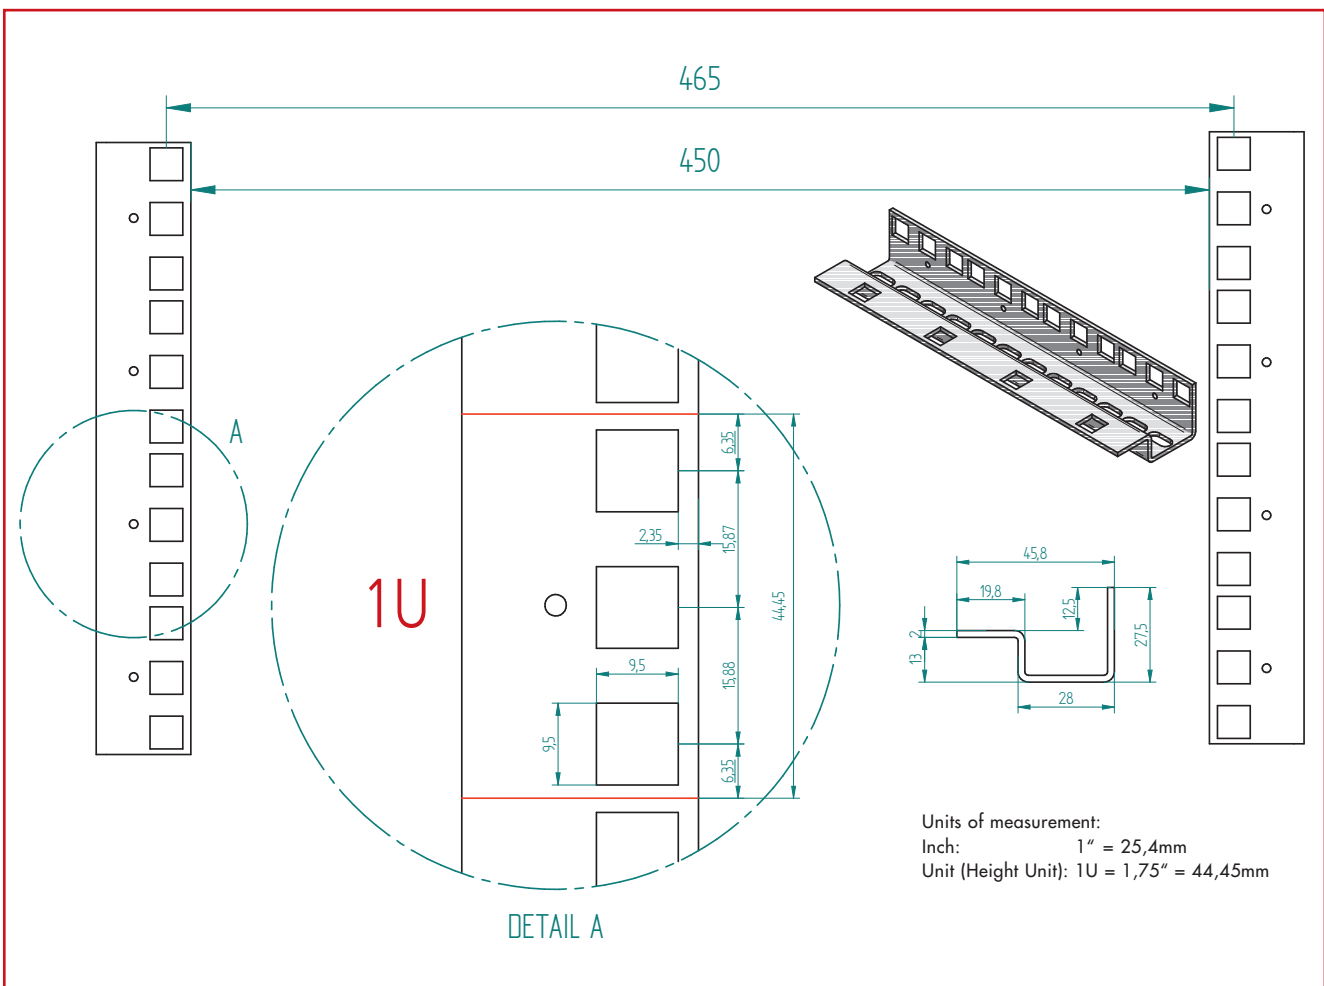 465
450
A
6,35
2,35
15,87
1U
44,45
9,5
15,88
9,5
6,35
DETAIL A
45,8
19,8
12,5
2
13
27,5
28
Units of measurement:
Inch: 1“ = 25,4mm
Unit (Height Unit): 1U = 1,75“ = 44,45mm